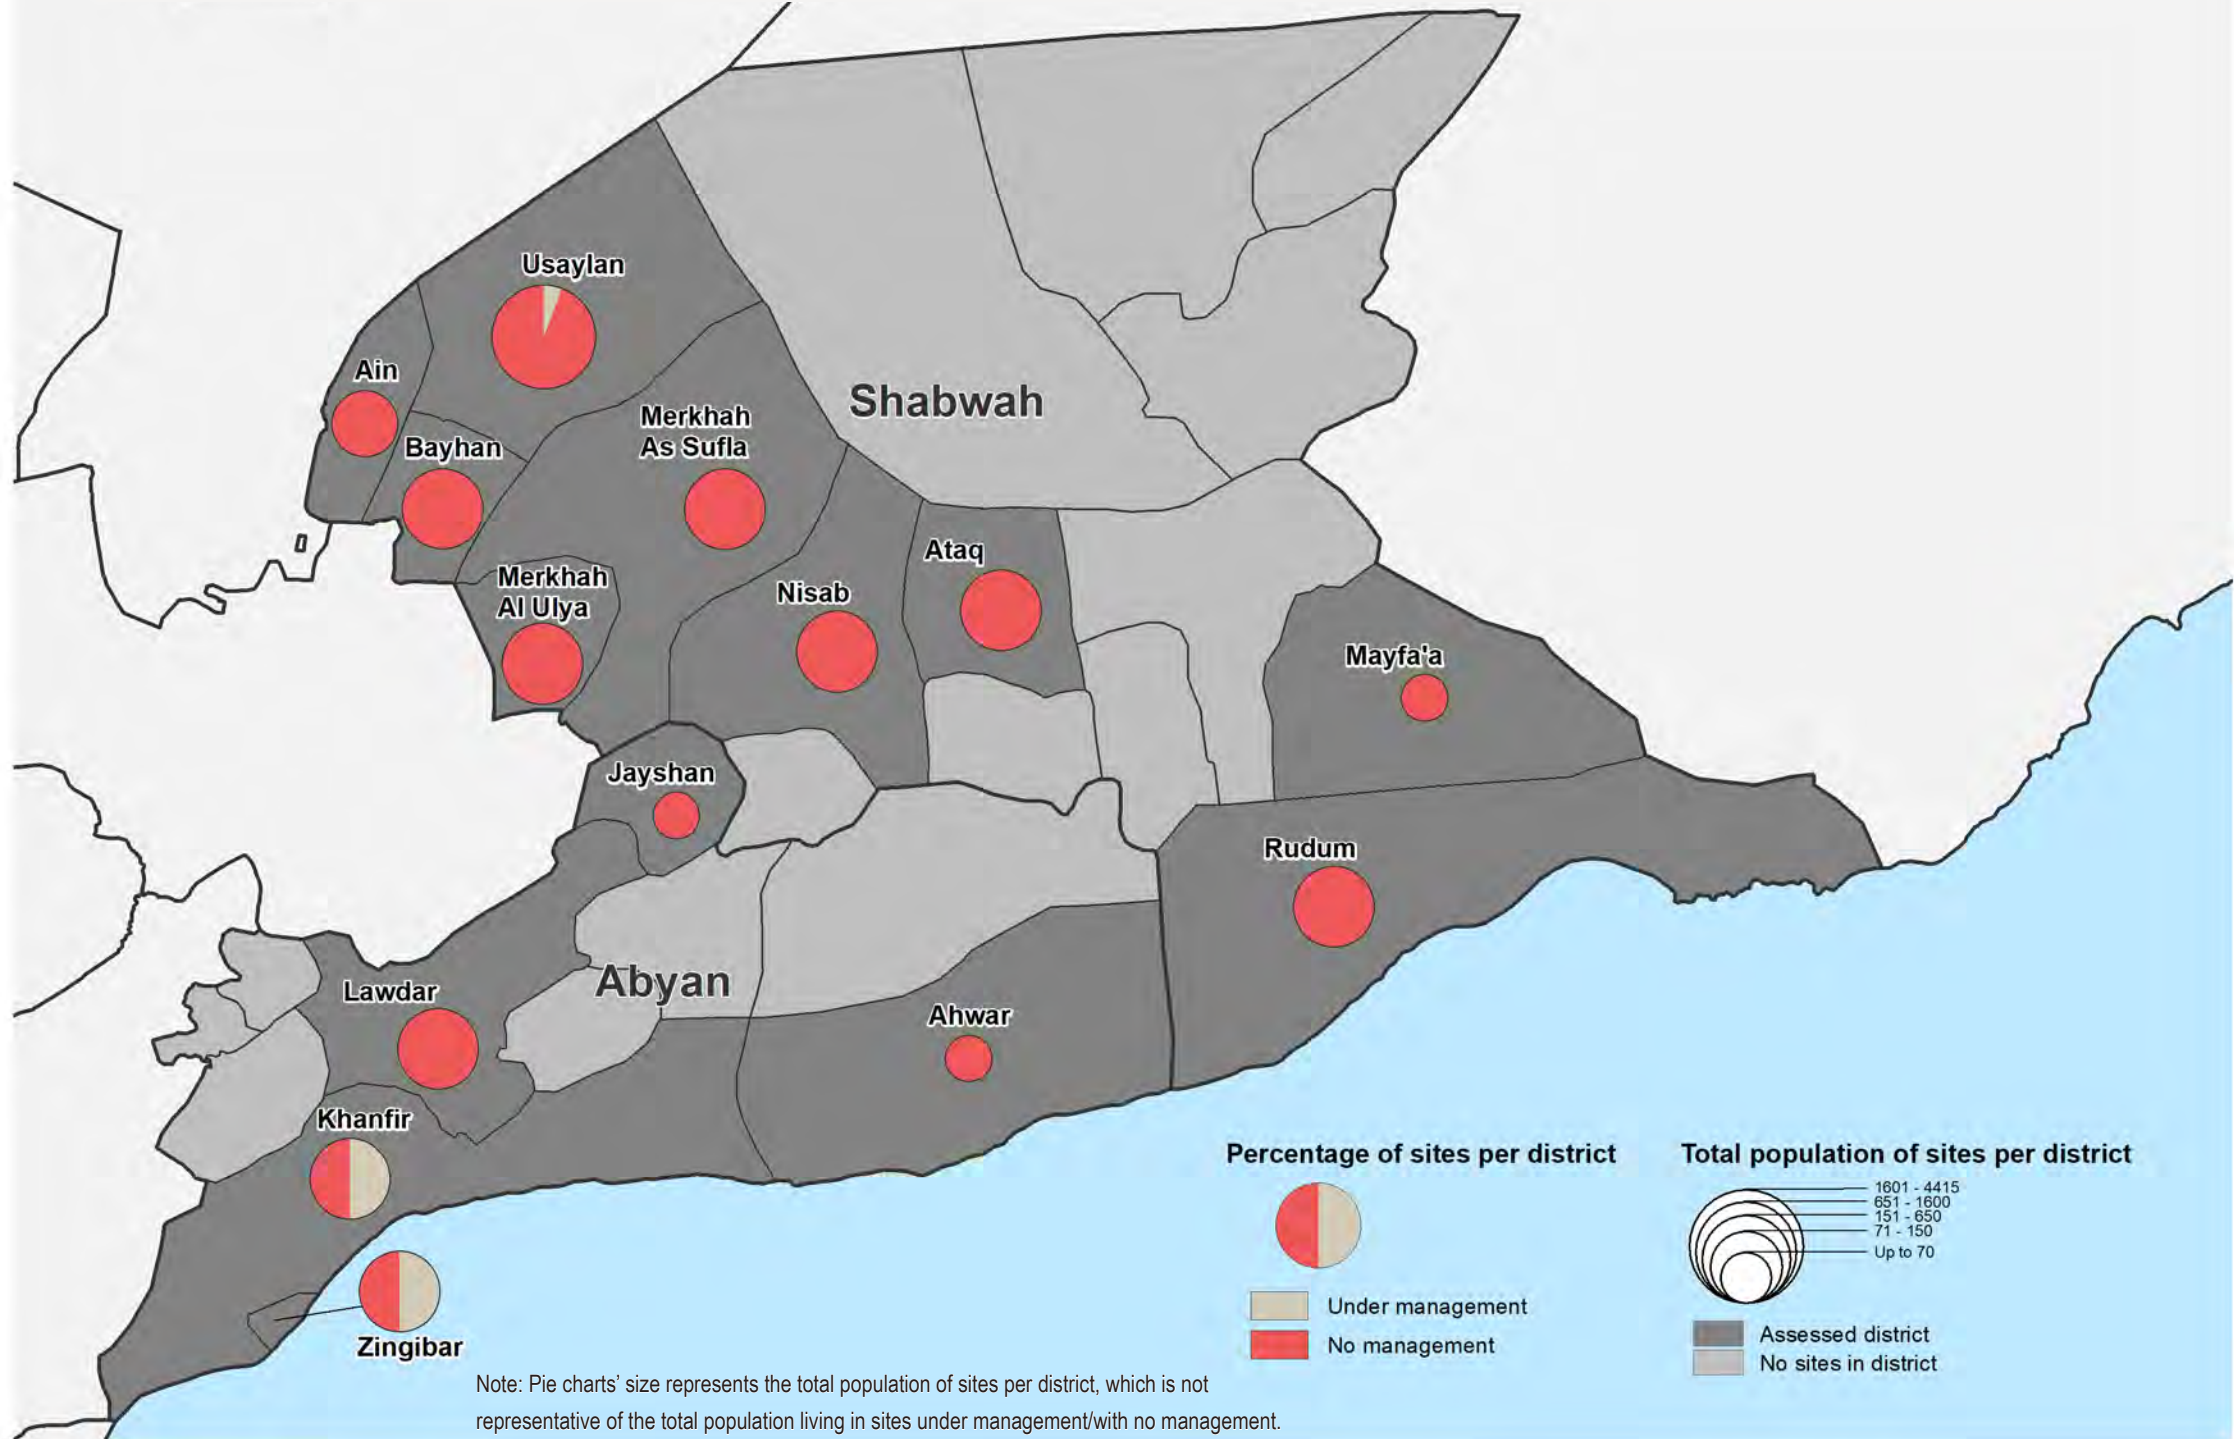 Usaylan
Ain
Merkhah
As Sufla
Shabwah
Bayhan
Ataq
Merkhah
Al Ulya
Nisab
Mayfa'a
Jayshan
Rudum
Abyan
Lawdar
Ahwar
Khanfir
Zingibar
Percentage of sites per district
Under management
No management
Total population of sites per district
1601 - 4415
651 - 1600
151 - 650
71 - 150
Up to 70
Assessed district
No sites in district
Note: Pie charts’ size represents the total population of sites per district, which is not
representative of the total population living in sites under management/with no management.